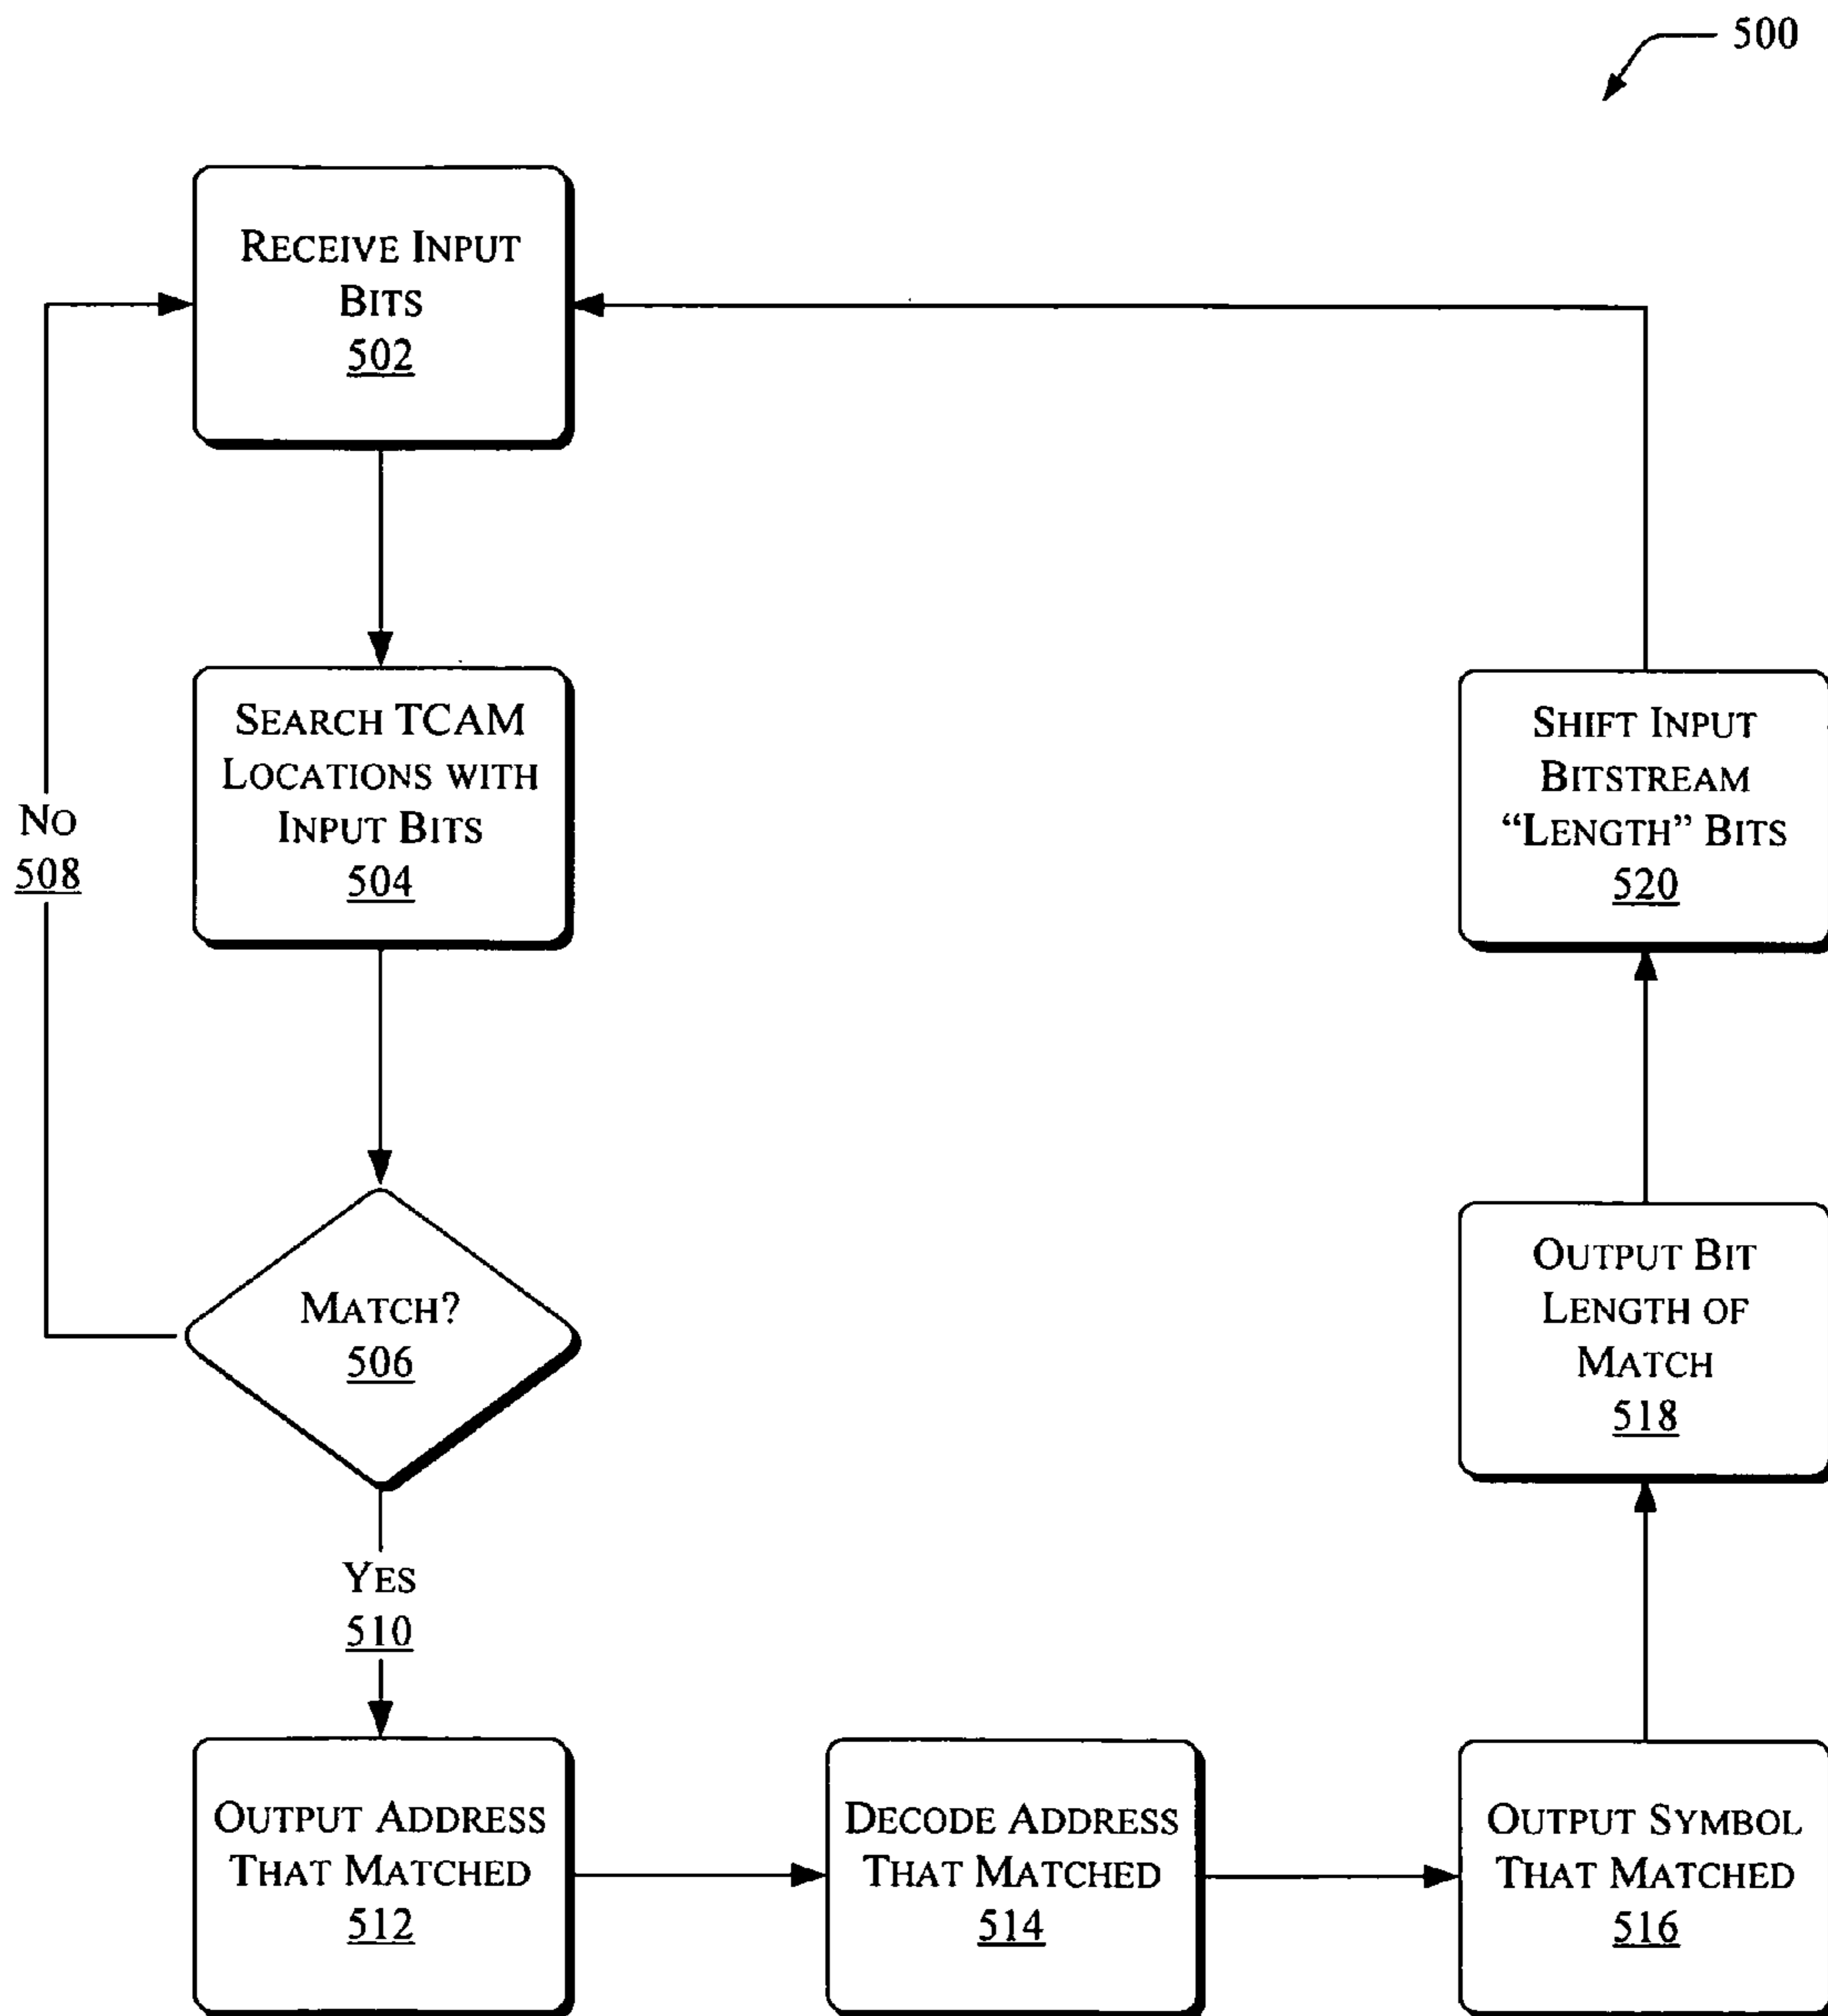 500
RECEIVE INPUT
BITS
502
SEARCH TCAM
LOCATIONS WITH
INPUT BITS
504
NO
508
MATCH?
506
YES
510
OUTPUT ADDRESS
THAT MATCHED
512
DECODE ADDRESS
THAT MATCHED
514
OUTPUT SYMBOL
THAT MATCHED
516
OUTPUT BIT
LENGTH OF
MATCH
518
SHIFT INPUT
BITSTREAM
“LENGTH” BITS
520